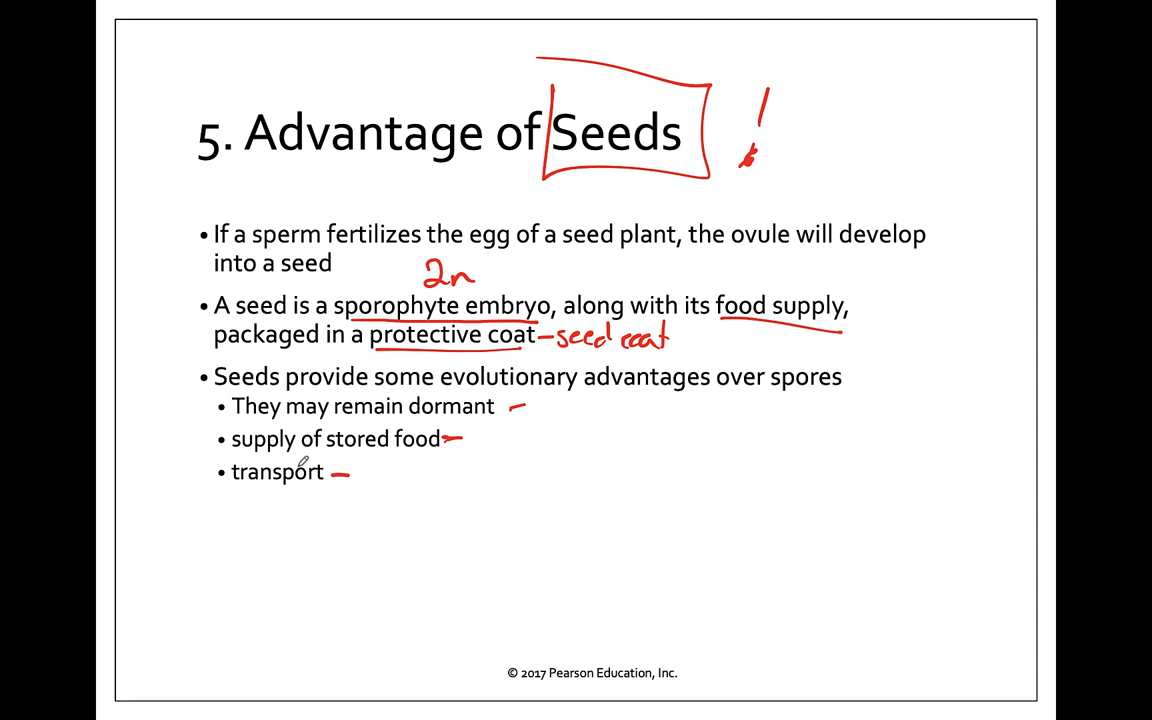 5. Advantage of Seeds !
• If a sperm fertilizes the egg of a seed plant, the ovule will develop
into a seed
2n
• A seed is a sporophyte embryo, along with its food supply,
packaged in a protective coat – seed coat
• Seeds provide some evolutionary advantages over spores
• They may remain dormant –
• supply of stored food –
• transport –
© 2017 Pearson Education, Inc.